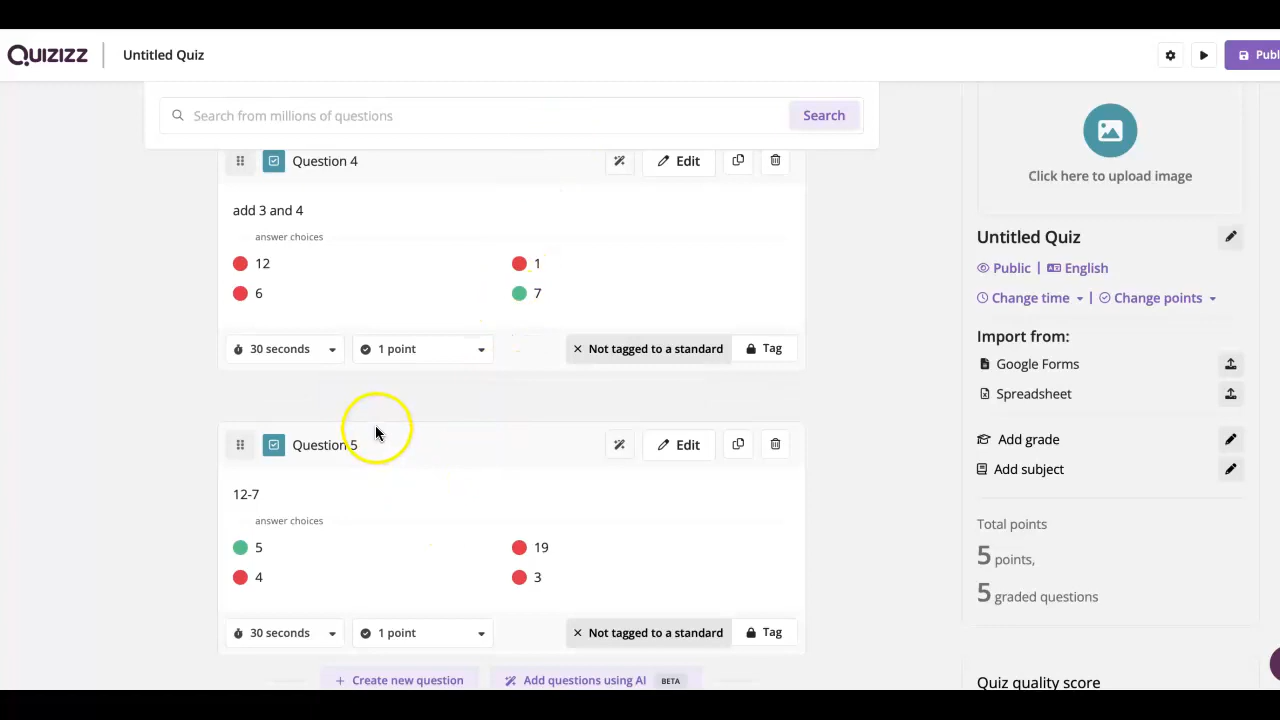 QUIZIZZ Untitled Quiz Publ
Search from millions of questions Search
Question 4 Edit
add 3 and 4
answer choices
12 1
6 7
30 seconds 1 point Not tagged to a standard Tag
Question 5 Edit
12-7
answer choices
5 19
4 3
30 seconds 1 point Not tagged to a standard Tag
+ Create new question Add questions using AI BETA
Click here to upload image
Untitled Quiz
Public | English
Change time | Change points
Import from:
Google Forms
Spreadsheet
Add grade
Add subject
Total points
5 points,
5 graded questions
Quiz quality score